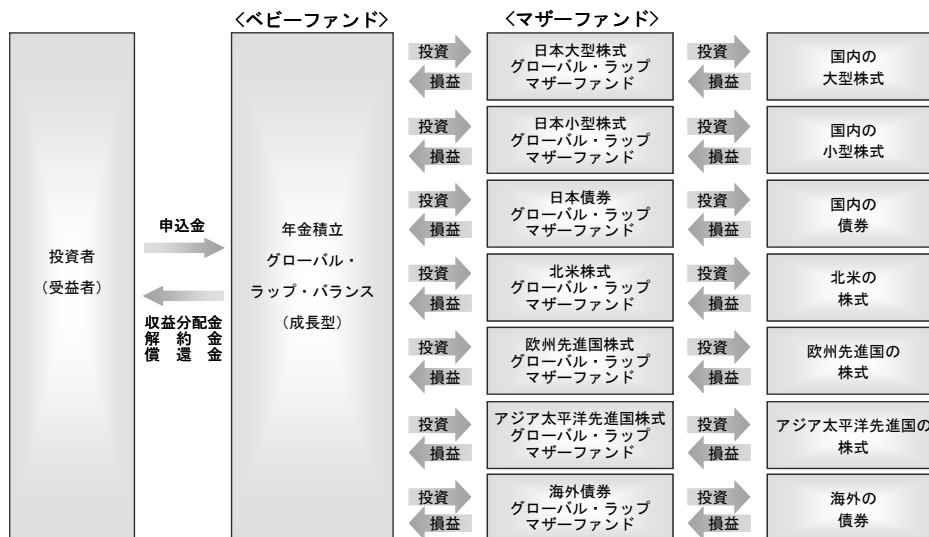 <ベビーファンド>
<マザーファンド>
投資者
(受益者)
申込金
収益分配金
解約金
償還金
年金積立
グローバル・
ラップ・バランス
(成長型)
投資
損益
日本大型株式
グローバル・ラップ
マザーファンド
投資
損益
国内の
大型株式
投資
損益
日本小型株式
グローバル・ラップ
マザーファンド
投資
損益
国内の
小型株式
投資
損益
日本債券
グローバル・ラップ
マザーファンド
投資
損益
国内の
債券
投資
損益
北米株式
グローバル・ラップ
マザーファンド
投資
損益
北米の
株式
投資
損益
欧州先進国株式
グローバル・ラップ
マザーファンド
投資
損益
欧州先進国の
株式
投資
損益
アジア太平洋先進国株式
グローバル・ラップ
マザーファンド
投資
損益
アジア太平洋先進国の
株式
投資
損益
海外債券
グローバル・ラップ
マザーファンド
投資
損益
海外の
債券